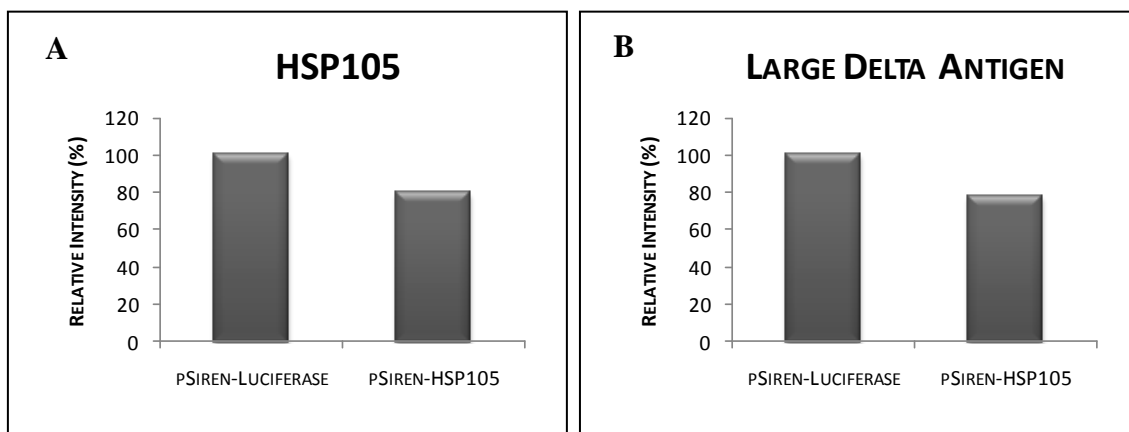 A
HSP105
RELATIVE INTENSITY (%)
120
100
80
60
40
20
0
PSIREN-LUCIFERASE PSIREN-HSP105
B
LARGE DELTA ANTIGEN
RELATIVE INTENSITY (%)
120
100
80
60
40
20
0
PSIREN-LUCIFERASE PSIREN-HSP105